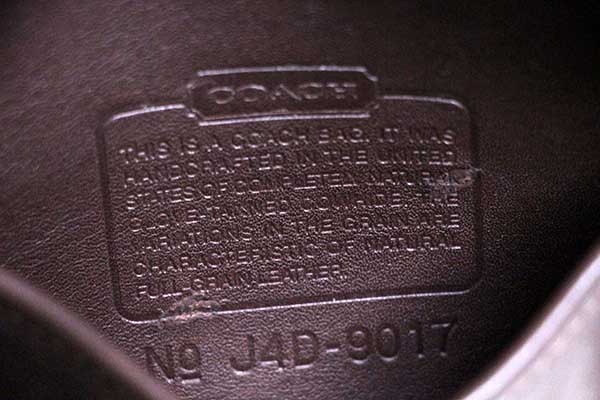 COACH
THIS IS A COACH BAG. IT WAS
HANDCRAFTED IN THE UNITED
STATES OF COMPLETELY NATURAL
GLOVE-TANNED COWHIDE. THE
VARIATIONS IN THE GRAIN ARE
CHARACTERISTIC OF NATURAL
FULL-GRAIN LEATHER.
Nº J4D-9017